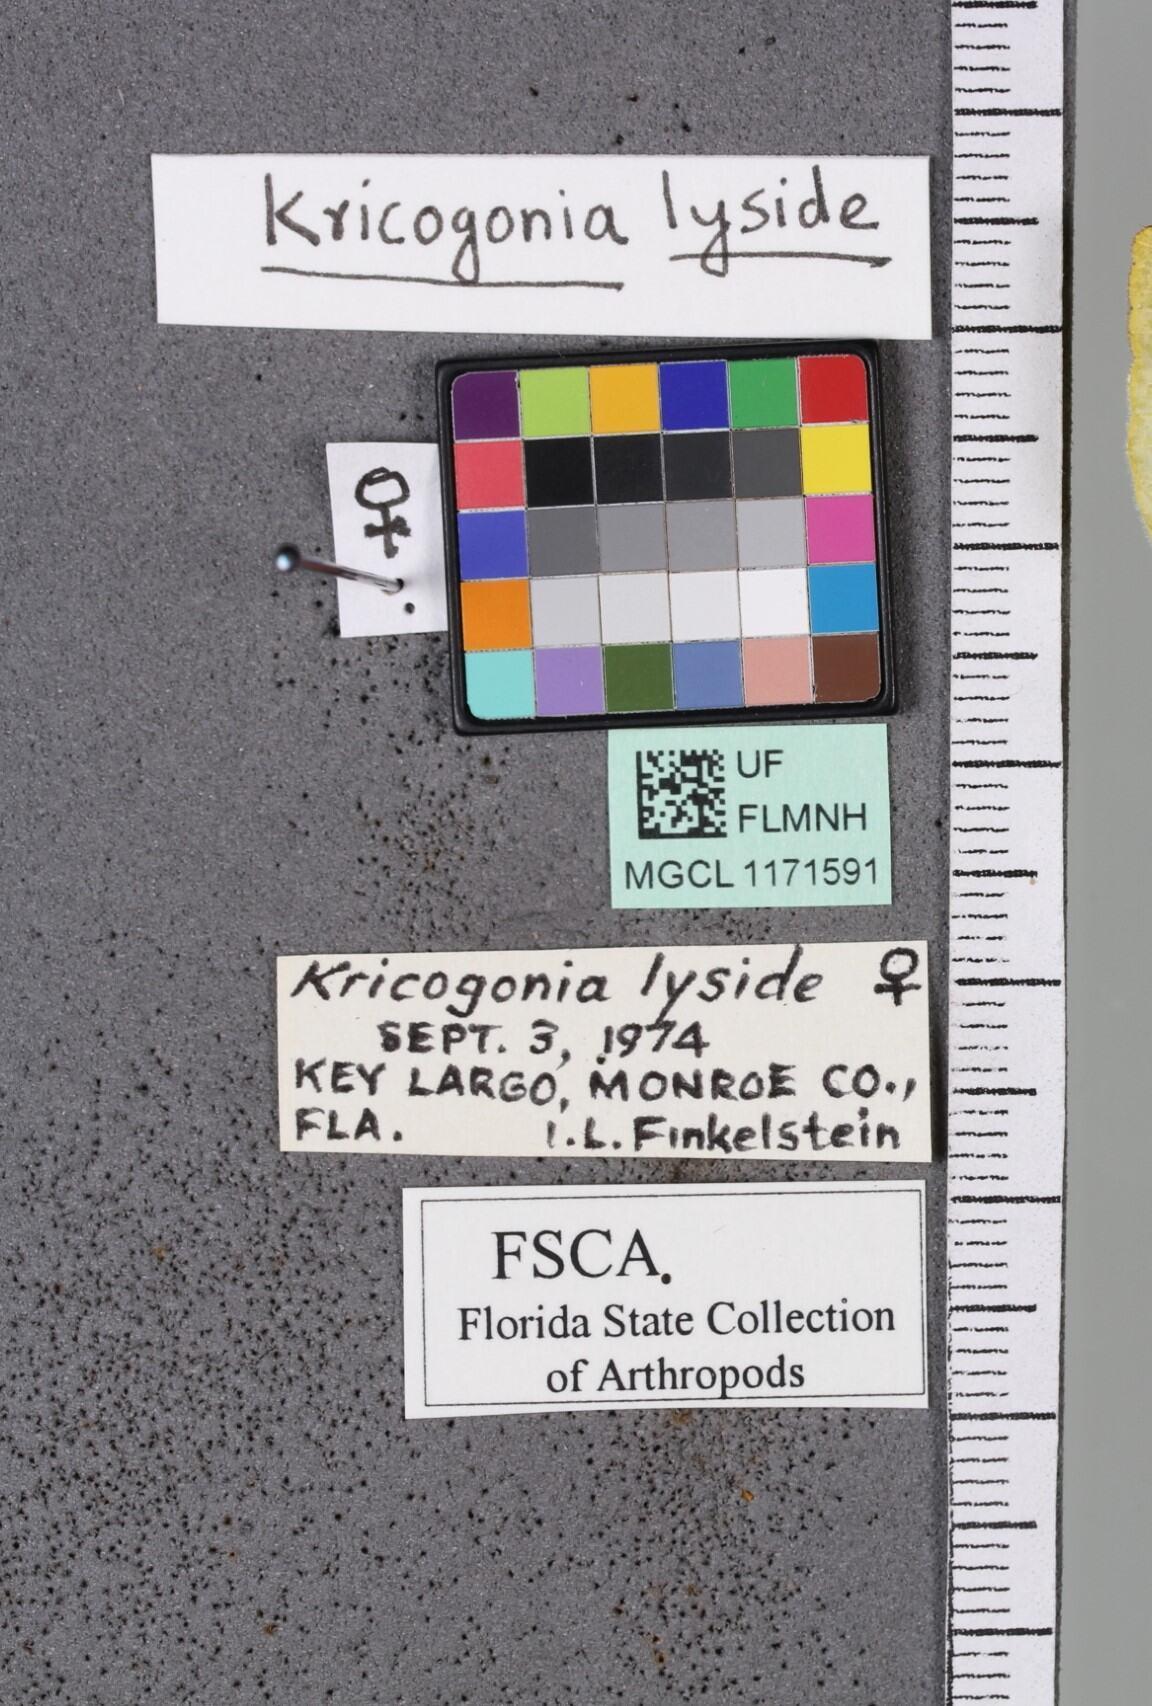 Kricogonia lyside
♀
UF
FLMNH
MGCL 1171591
Kricogonia lyside ♀
SEPT. 3, 1974
KEY LARGO, MONROE CO.,
FLA. I.L. Finkelstein
FSCA.
Florida State Collection
of Arthropods